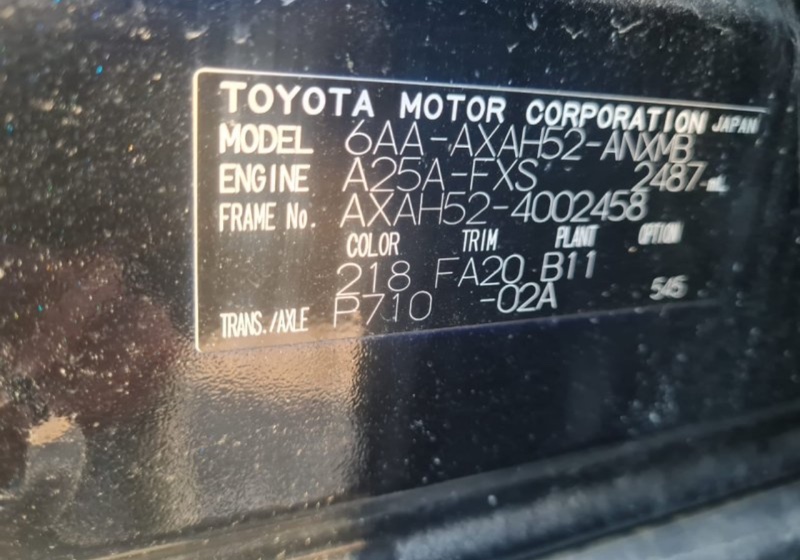 TOYOTA MOTOR CORPORATION JAPAN
MODEL 6AA-AXAH52-ANXMB
ENGINE A25A-FXS 2487 mL
FRAME No. AXAH52-4002458
COLOR TRIM PLANT OPTION
218 FA20 B11
TRANS./AXLE P710 -02A 545